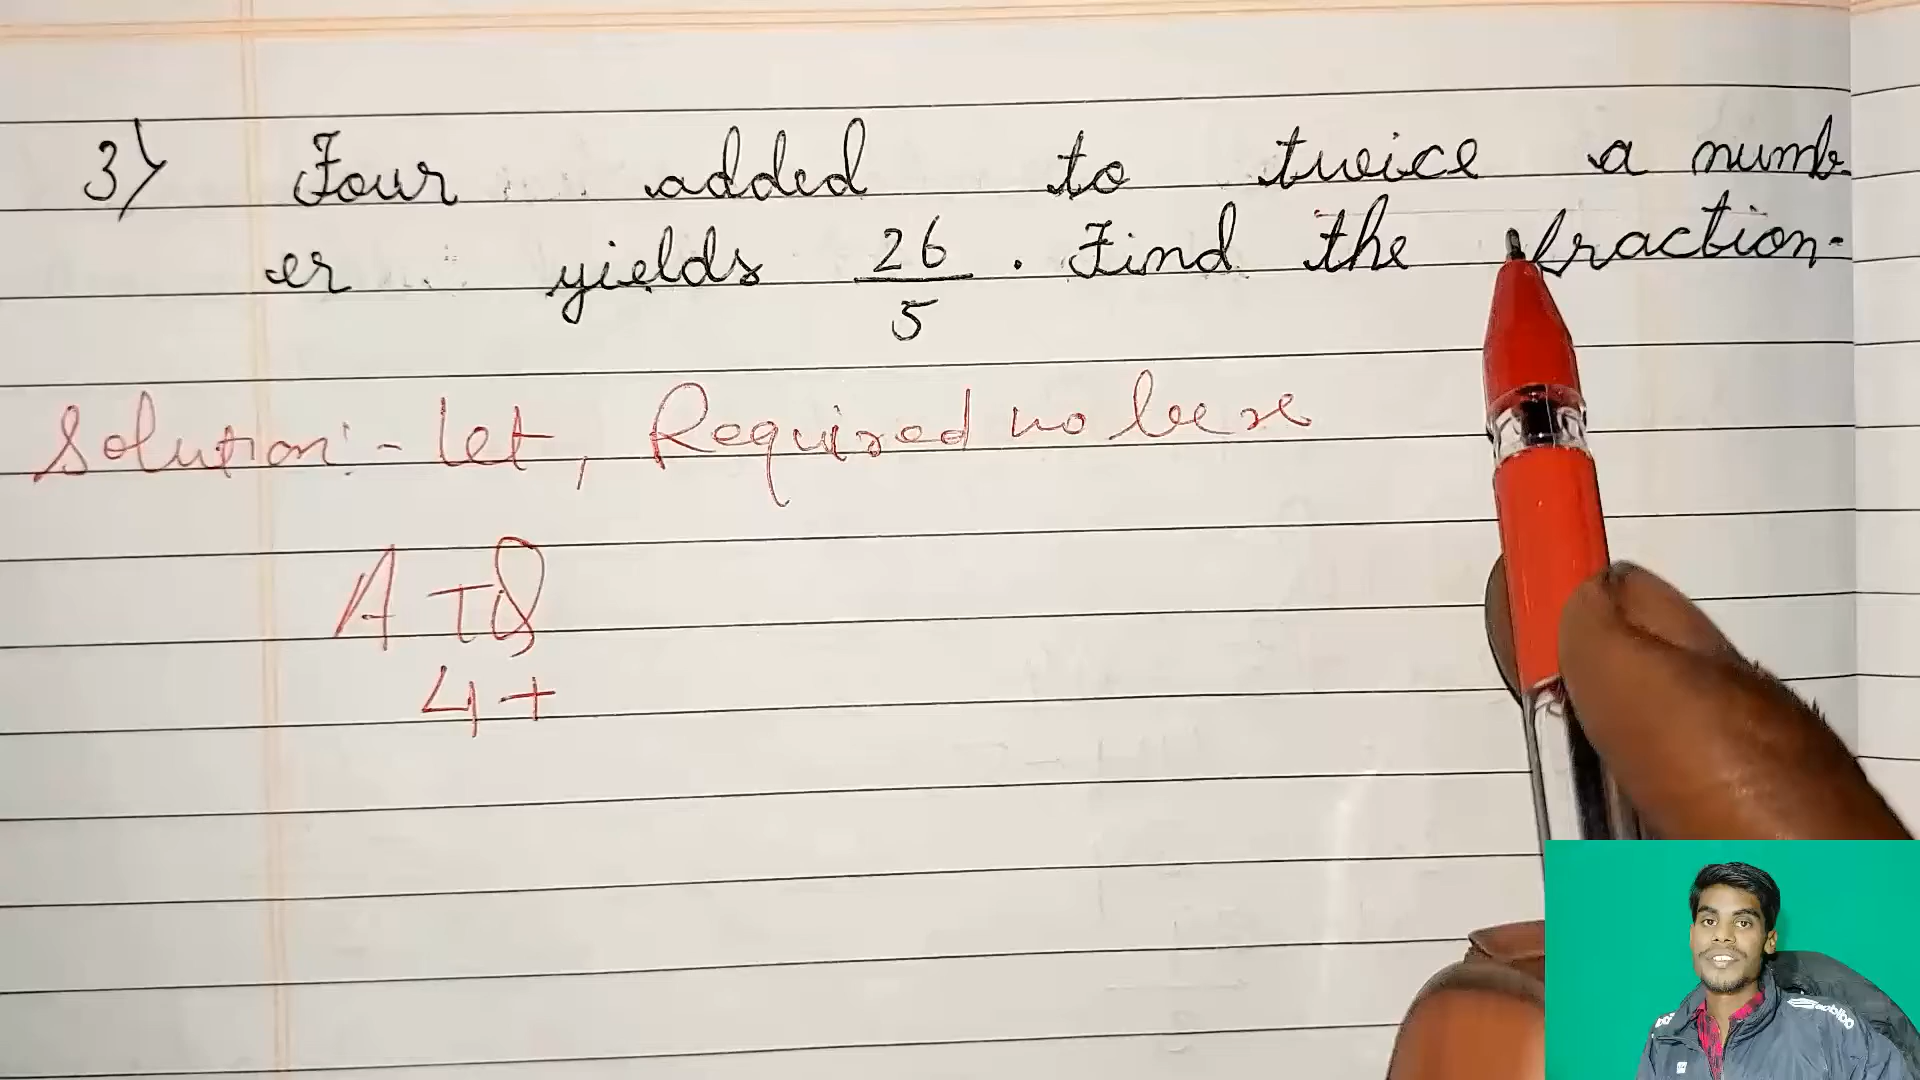 3) Four added to twice a numb-
er yields 26/5. Find the fraction-
Solution:- Let, Required no be x
ATQ
4+